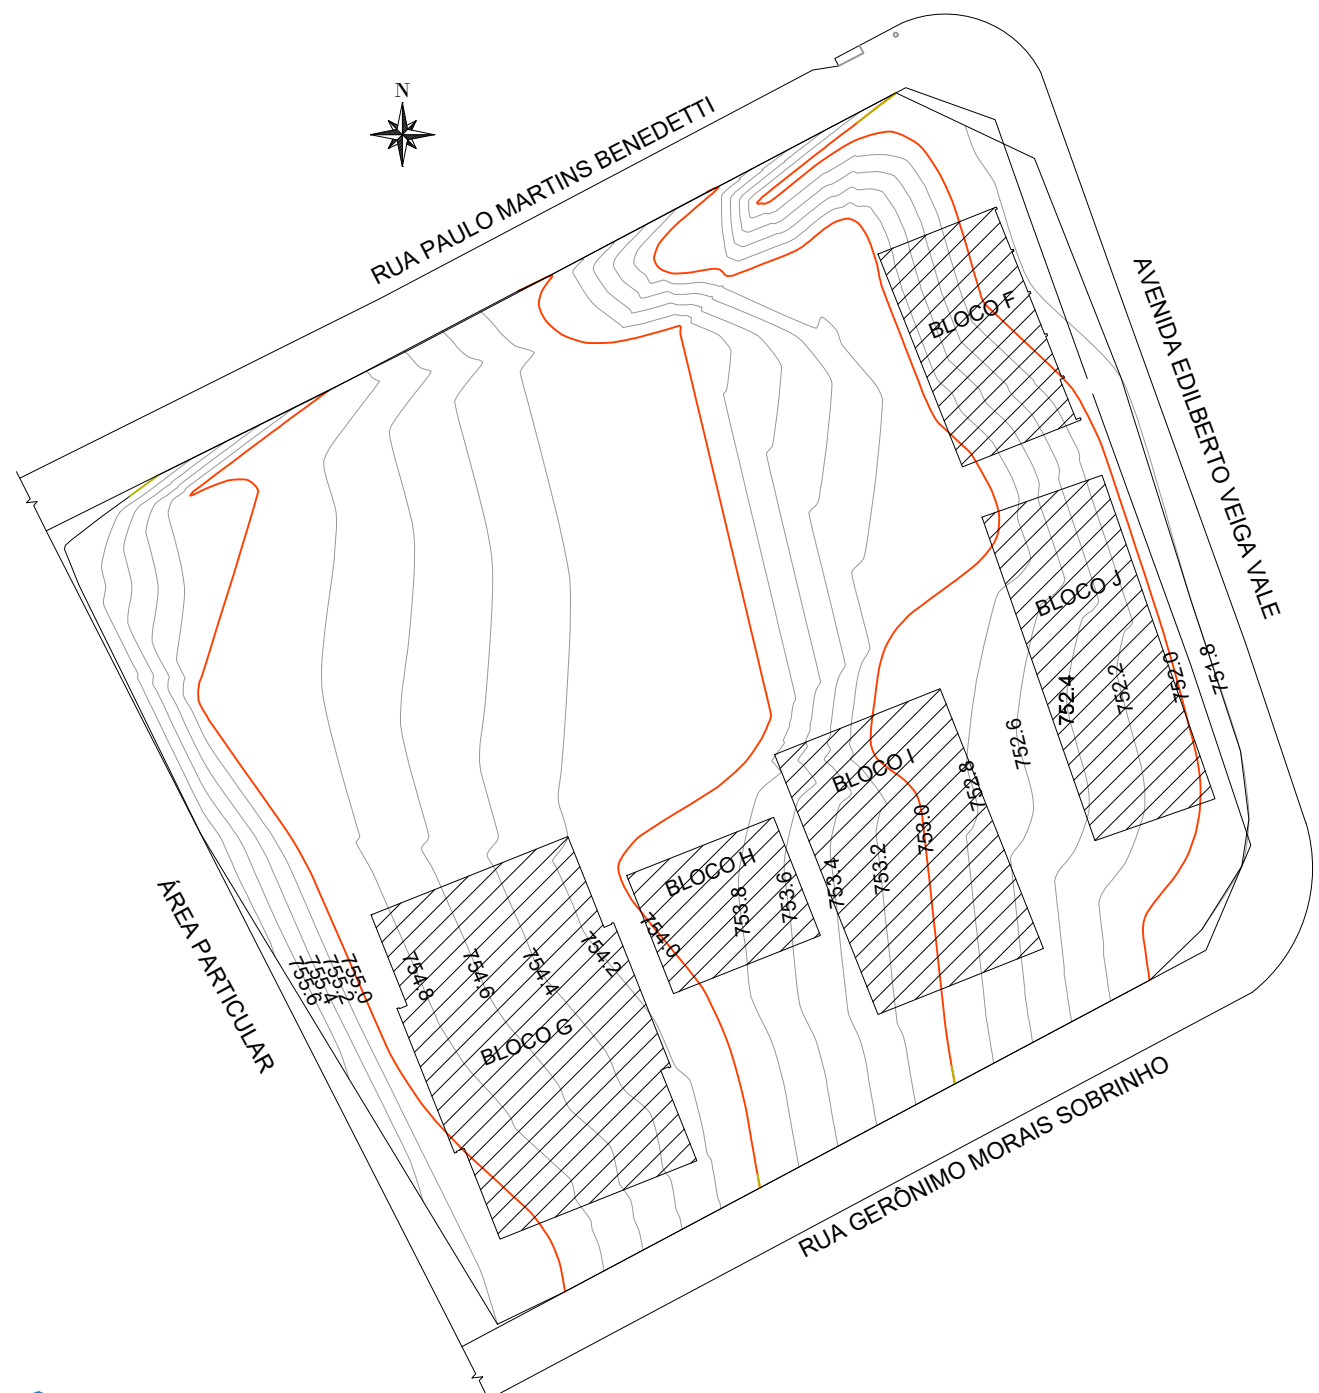 N
RUA PAULO MARTINS BENEDETTI
AVENIDA EDILBERTO VEIGA VALE
BLOCO F
BLOCO J
751.8
752.0
752.2
752.4
752.6
752.8
BLOCO I
753.0
753.2
753.4
753.6
753.8
BLOCO H
754.0
754.2
754.4
754.6
754.8
755.0
755.2
755.4
755.6
BLOCO G
ÁREA PARTICULAR
RUA GERÔNIMO MORAIS SOBRINHO